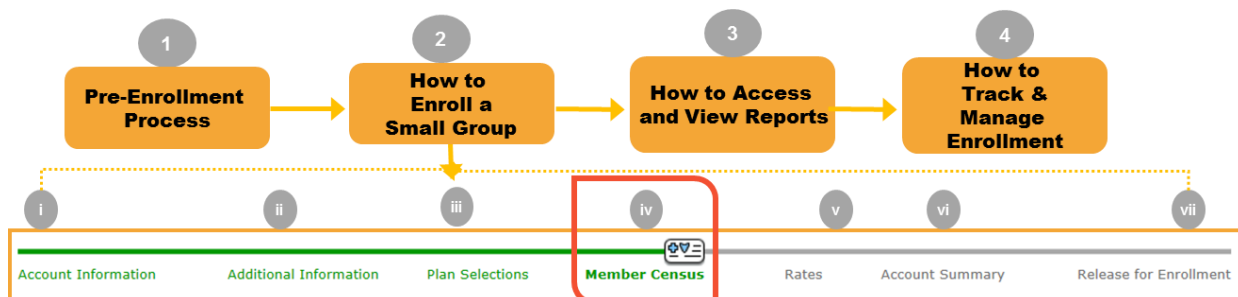 1
2
3
4
Pre-Enrollment
Process
How to
Enroll a
Small Group
How to Access
and View Reports
How to
Track &
Manage
Enrollment
i
ii
iii
iv
v
vi
vii
Account Information
Additional Information
Plan Selections
Member Census
Rates
Account Summary
Release for Enrollment